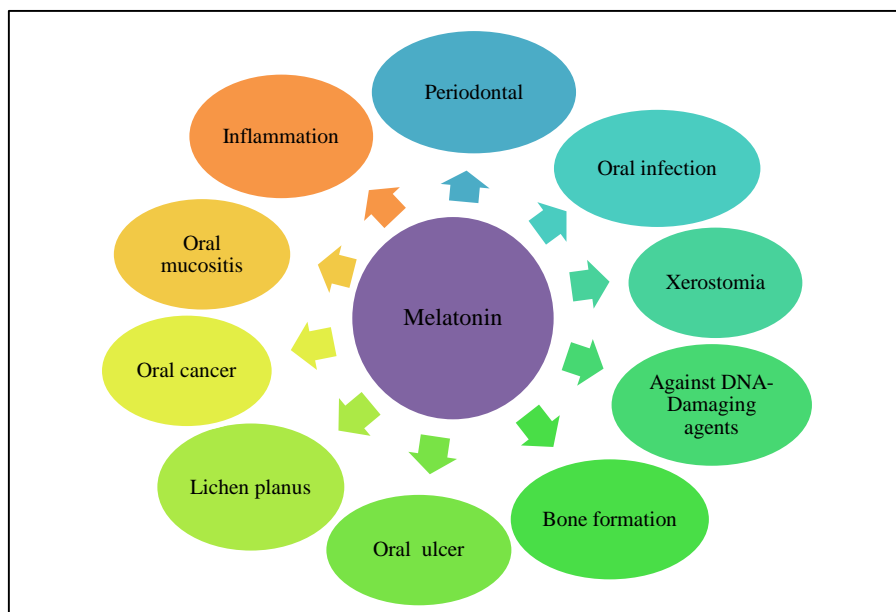 Periodontal
Inflammation
Oral infection
Oral
mucositis
Xerostomia
Melatonin
Oral cancer
Against DNA-
Damaging
agents
Lichen planus
Bone formation
Oral ulcer